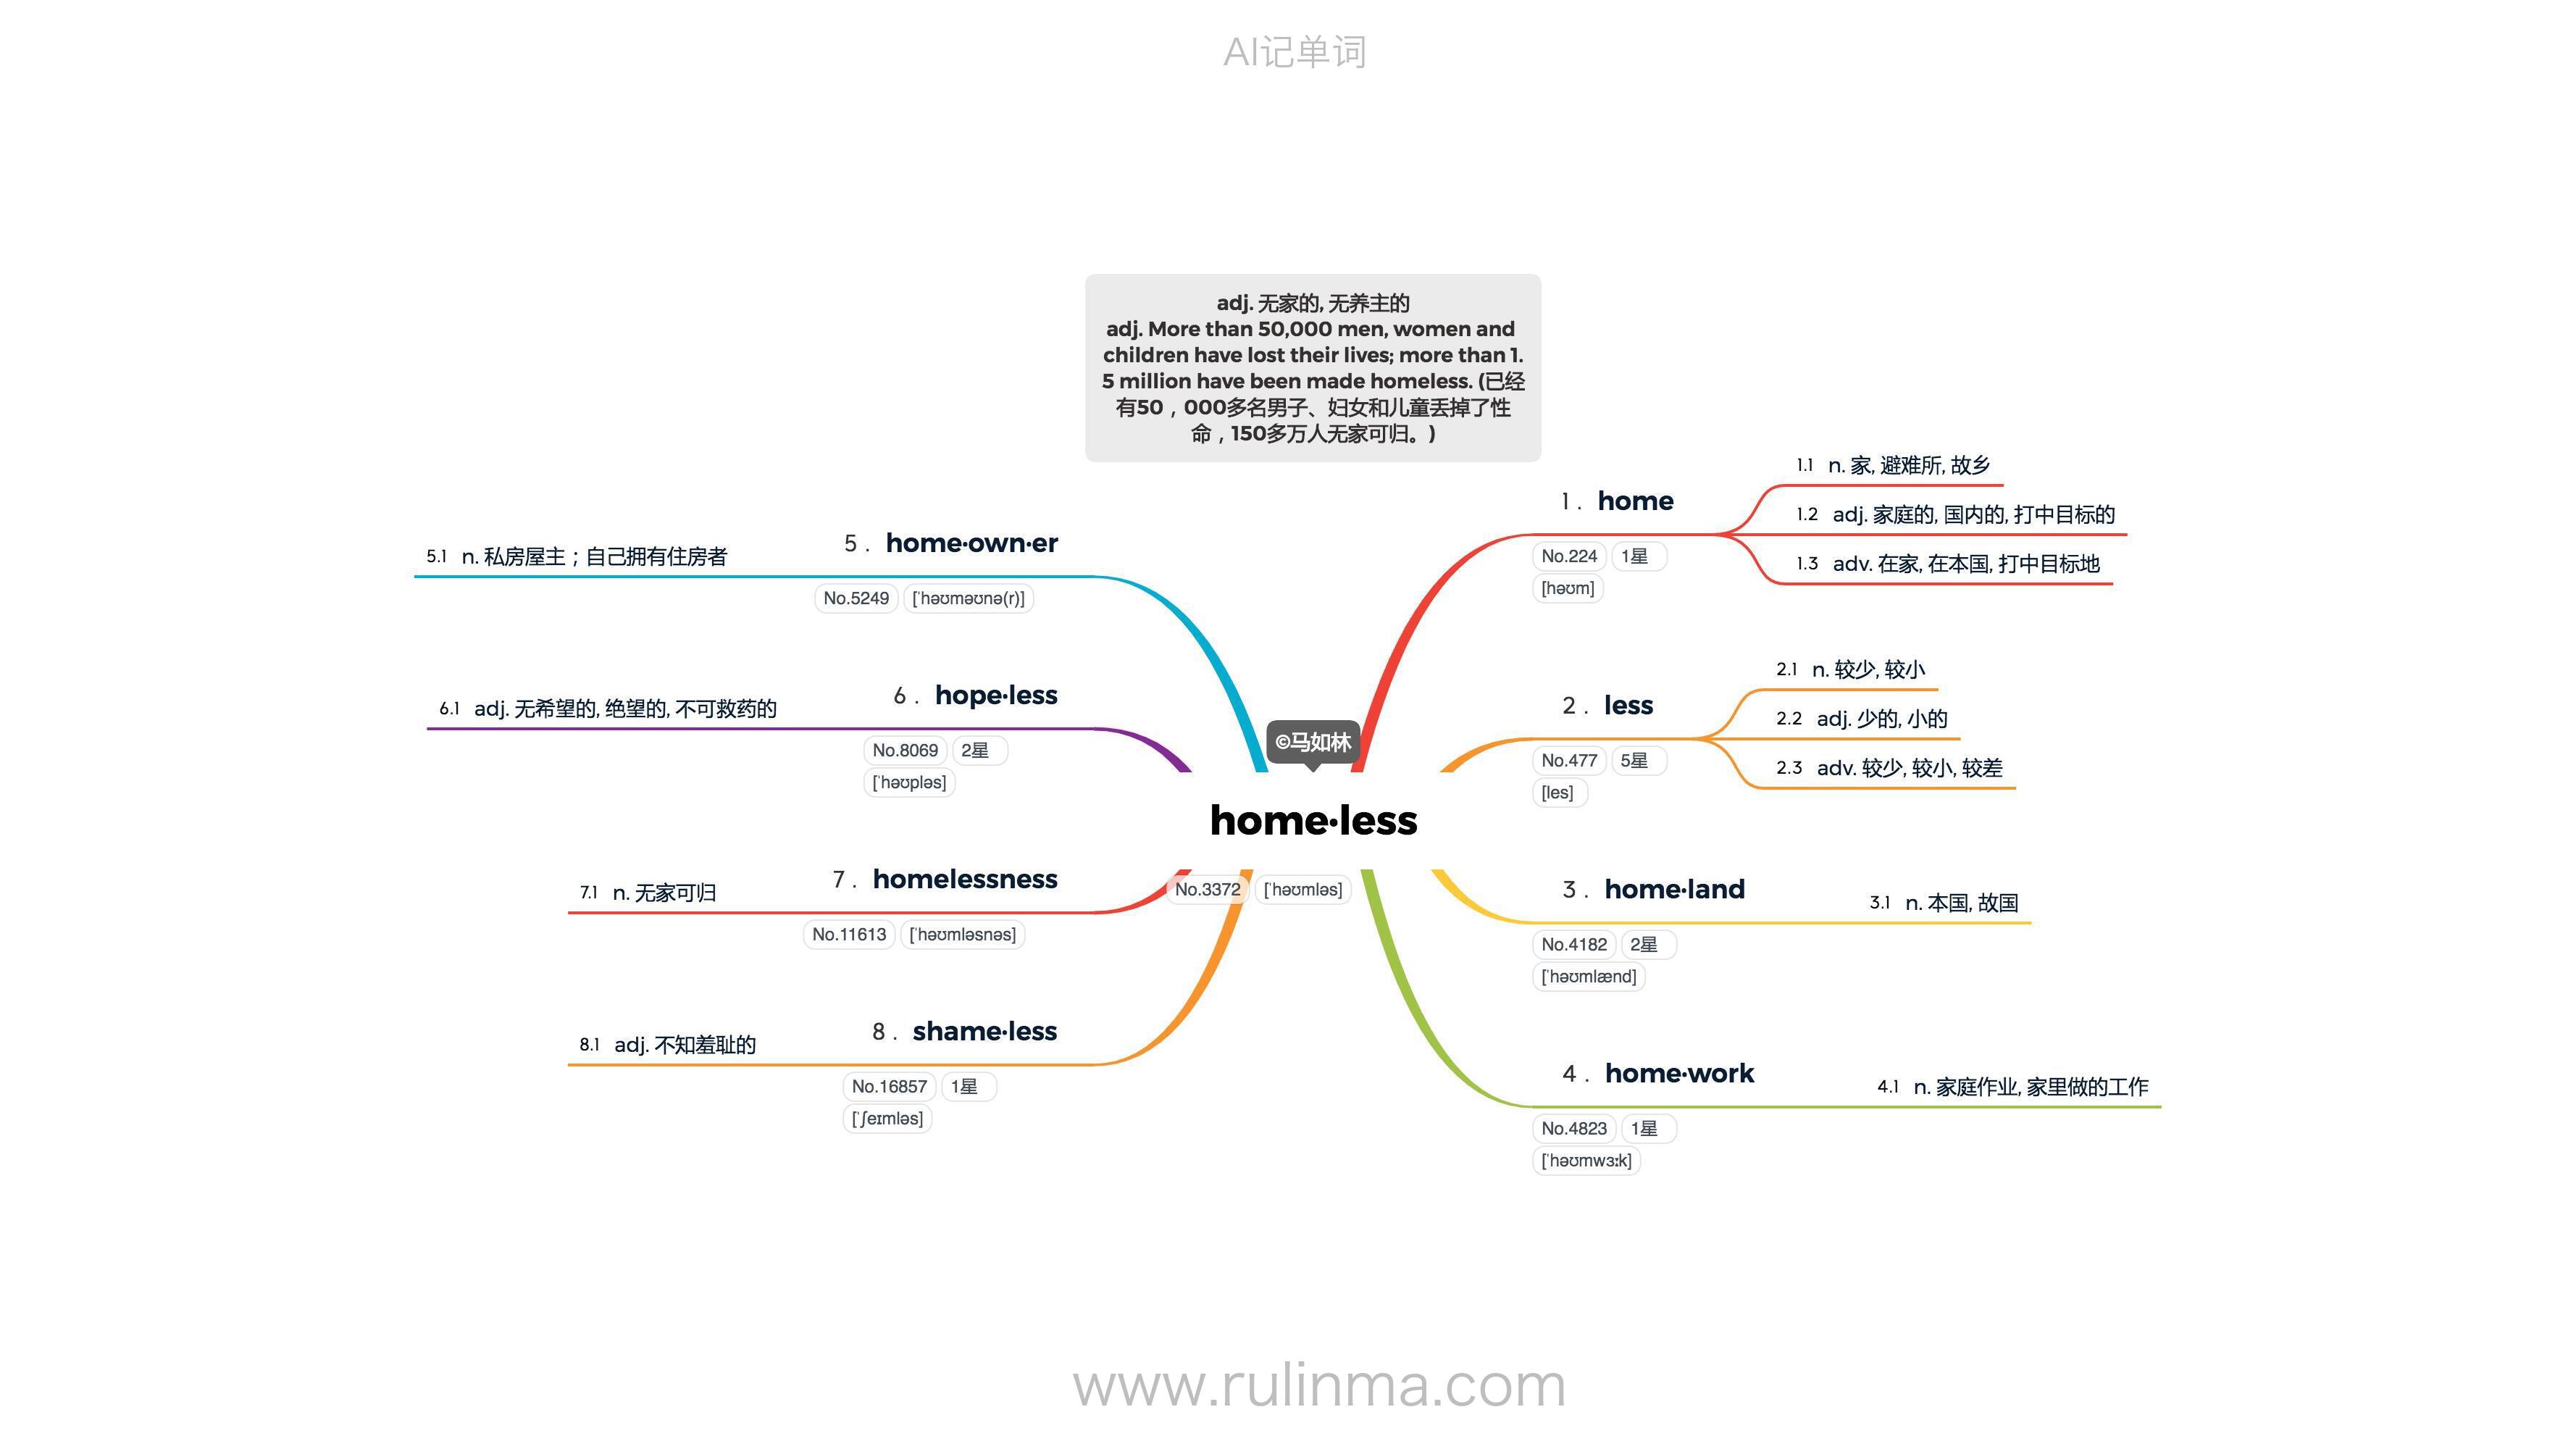 AI记单词
adj. 无家的, 无养主的
adj. More than 50,000 men, women and
children have lost their lives; more than 1.
5 million have been made homeless. (已经
有50，000多名男子、妇女和儿童丢掉了性
命，150多万人无家可归。)
©马如林
home·less
No.3372 [ˈhəʊmləs]
1 . home
No.224 1星
[həʊm]
1.1 n. 家, 避难所, 故乡
1.2 adj. 家庭的, 国内的, 打中目标的
1.3 adv. 在家, 在本国, 打中目标地
2 . less
No.477 5星
[les]
2.1 n. 较少, 较小
2.2 adj. 少的, 小的
2.3 adv. 较少, 较小, 较差
3 . home·land
No.4182 2星
[ˈhəʊmlænd]
3.1 n. 本国, 故国
4 . home·work
No.4823 1星
[ˈhəʊmwɜːk]
4.1 n. 家庭作业, 家里做的工作
5 . home·own·er
No.5249 [ˈhəʊməʊnə(r)]
5.1 n. 私房屋主；自己拥有住房者
6 . hope·less
No.8069 2星
[ˈhəʊpləs]
6.1 adj. 无希望的, 绝望的, 不可救药的
7 . homelessness
No.11613 [ˈhəʊmləsnəs]
7.1 n. 无家可归
8 . shame·less
No.16857 1星
[ˈʃeɪmləs]
8.1 adj. 不知羞耻的
www.rulinma.com